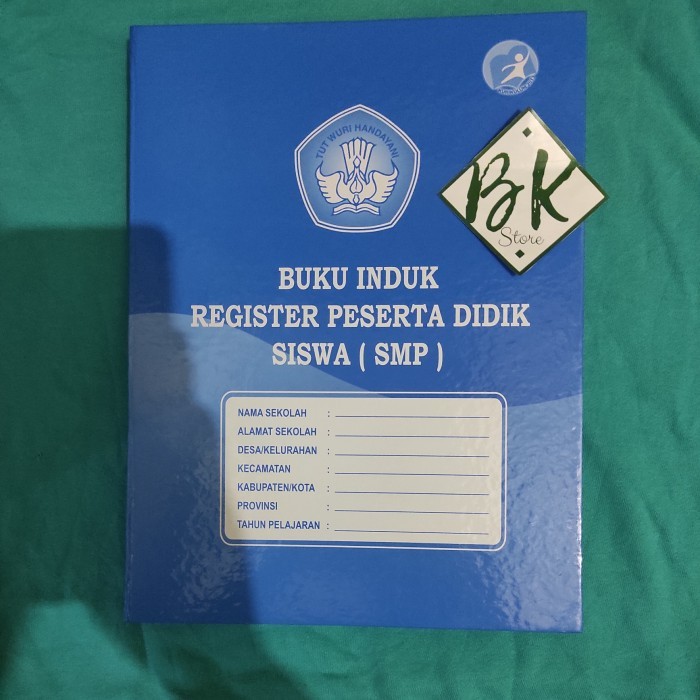 TUT WURI HANDAYANI
BK
Store
BUKU INDUK
REGISTER PESERTA DIDIK
SISWA ( SMP )
NAMA SEKOLAH :
ALAMAT SEKOLAH :
DESA/KELURAHAN :
KECAMATAN :
KABUPATEN/KOTA :
PROVINSI :
TAHUN PELAJARAN :